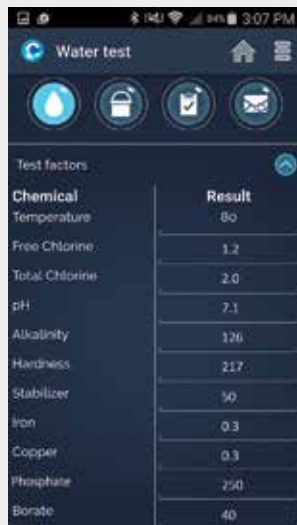 3:07 PM
Water test
Test factors
Chemical Result
Temperature 80
Free Chlorine 1.2
Total Chlorine 2.0
pH 7.1
Alkalinity 126
Hardness 217
Stabilizer 50
Iron 0.3
Copper 0.3
Phosphate 250
Borate 40